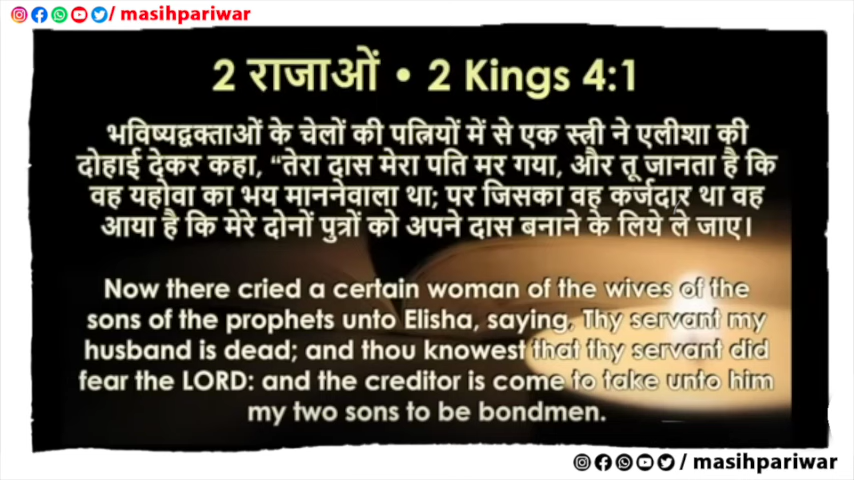 / masihpariwar
2 राजाओं • 2 Kings 4:1
भविष्यद्वक्ताओं के चेलों की पत्नियों में से एक स्त्री ने एलीशा की
दोहाई देकर कहा, “तेरा दास मेरा पति मर गया, और तू जानता है कि
वह यहोवा का भय माननेवाला था; पर जिसका वह कर्जदार था वह
आया है कि मेरे दोनों पुत्रों को अपने दास बनाने के लिये ले जाए।
Now there cried a certain woman of the wives of the
sons of the prophets unto Elisha, saying, Thy servant my
husband is dead; and thou knowest that thy servant did
fear the LORD: and the creditor is come to take unto him
my two sons to be bondmen.
/ masihpariwar